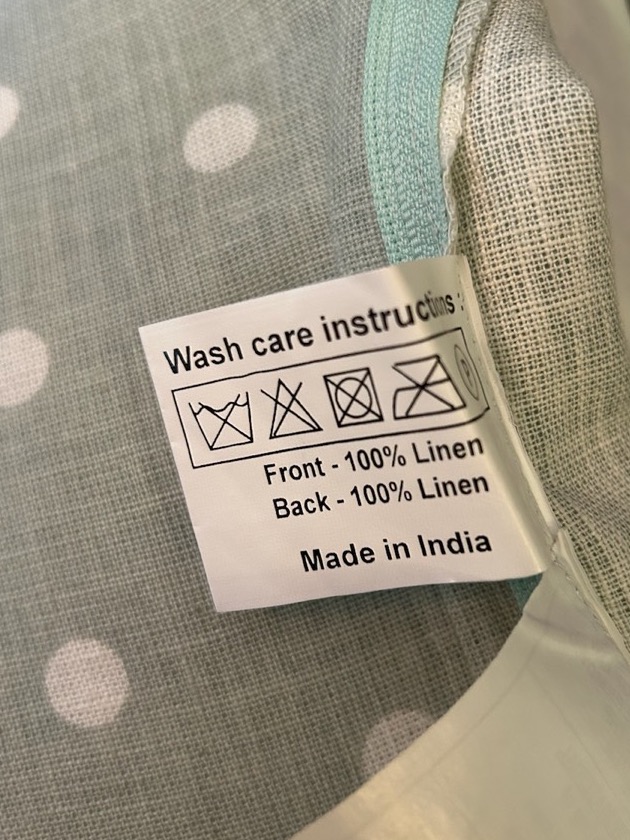 Wash care instructions :
Front - 100% Linen
Back - 100% Linen
Made in India